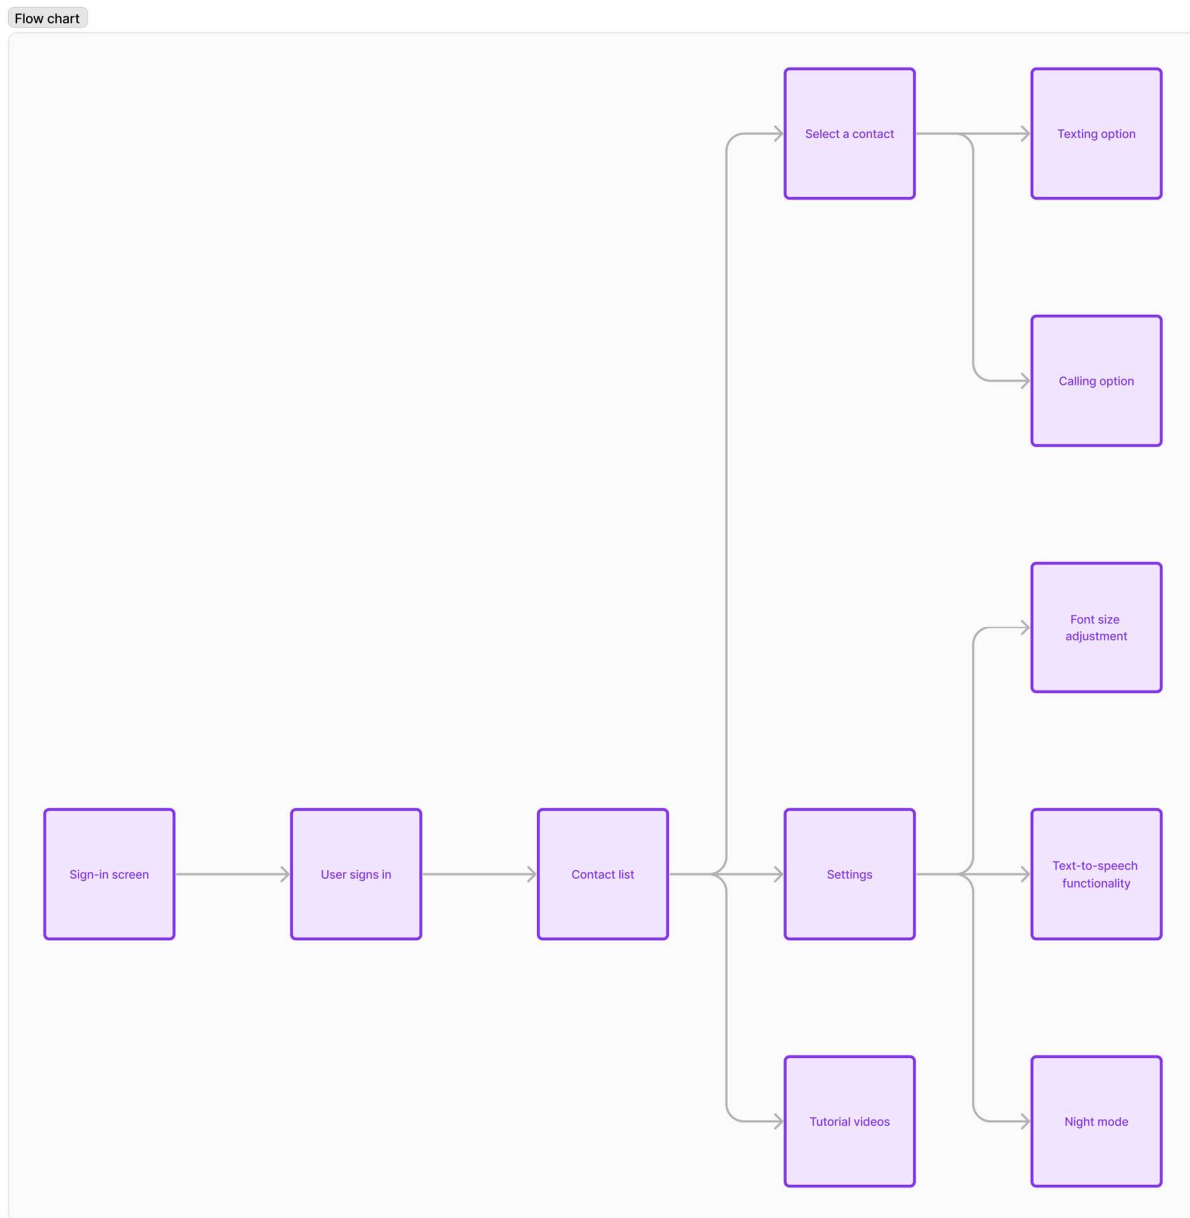 Flow chart
Select a contact
Texting option
Calling option
Font size
adjustment
Sign-in screen
User signs in
Contact list
Settings
Text-to-speech
functionality
Tutorial videos
Night mode